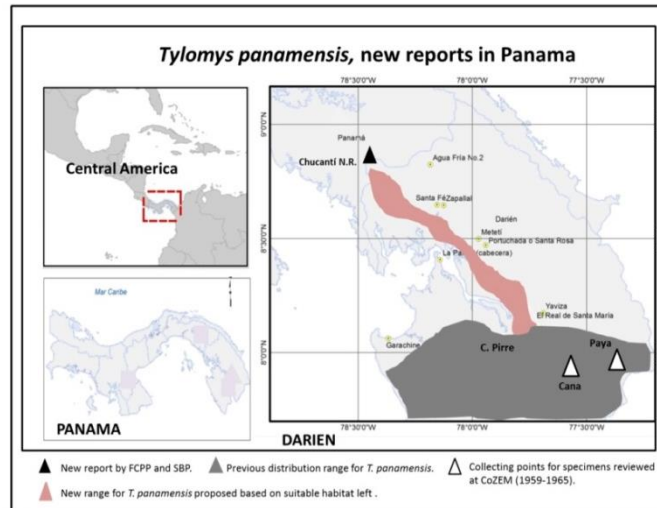 Tylomys panamensis, new reports in Panama
Central America
Mar Caribe
PANAMA
78°30'0"W 78°0'0"W 77°30'0"W
9°0'0"N
8°30'0"N
8°0'0"N
Panamá
Chucantí N.R.
Agua Fría No.2
Santa Fé Zapallal
Darién
Metetí
Portuchada o Santa Rosa
(cabecera)
Yaviza
El Real de Santa María
Garachine
C. Pirre
Paya
Cana
DARIEN
New report by FCPP and SBP.
Previous distribution range for T. panamensis.
Collecting points for specimens reviewed
at CoZEM (1959-1965).
New range for T. panamensis proposed based on suitable habitat left .